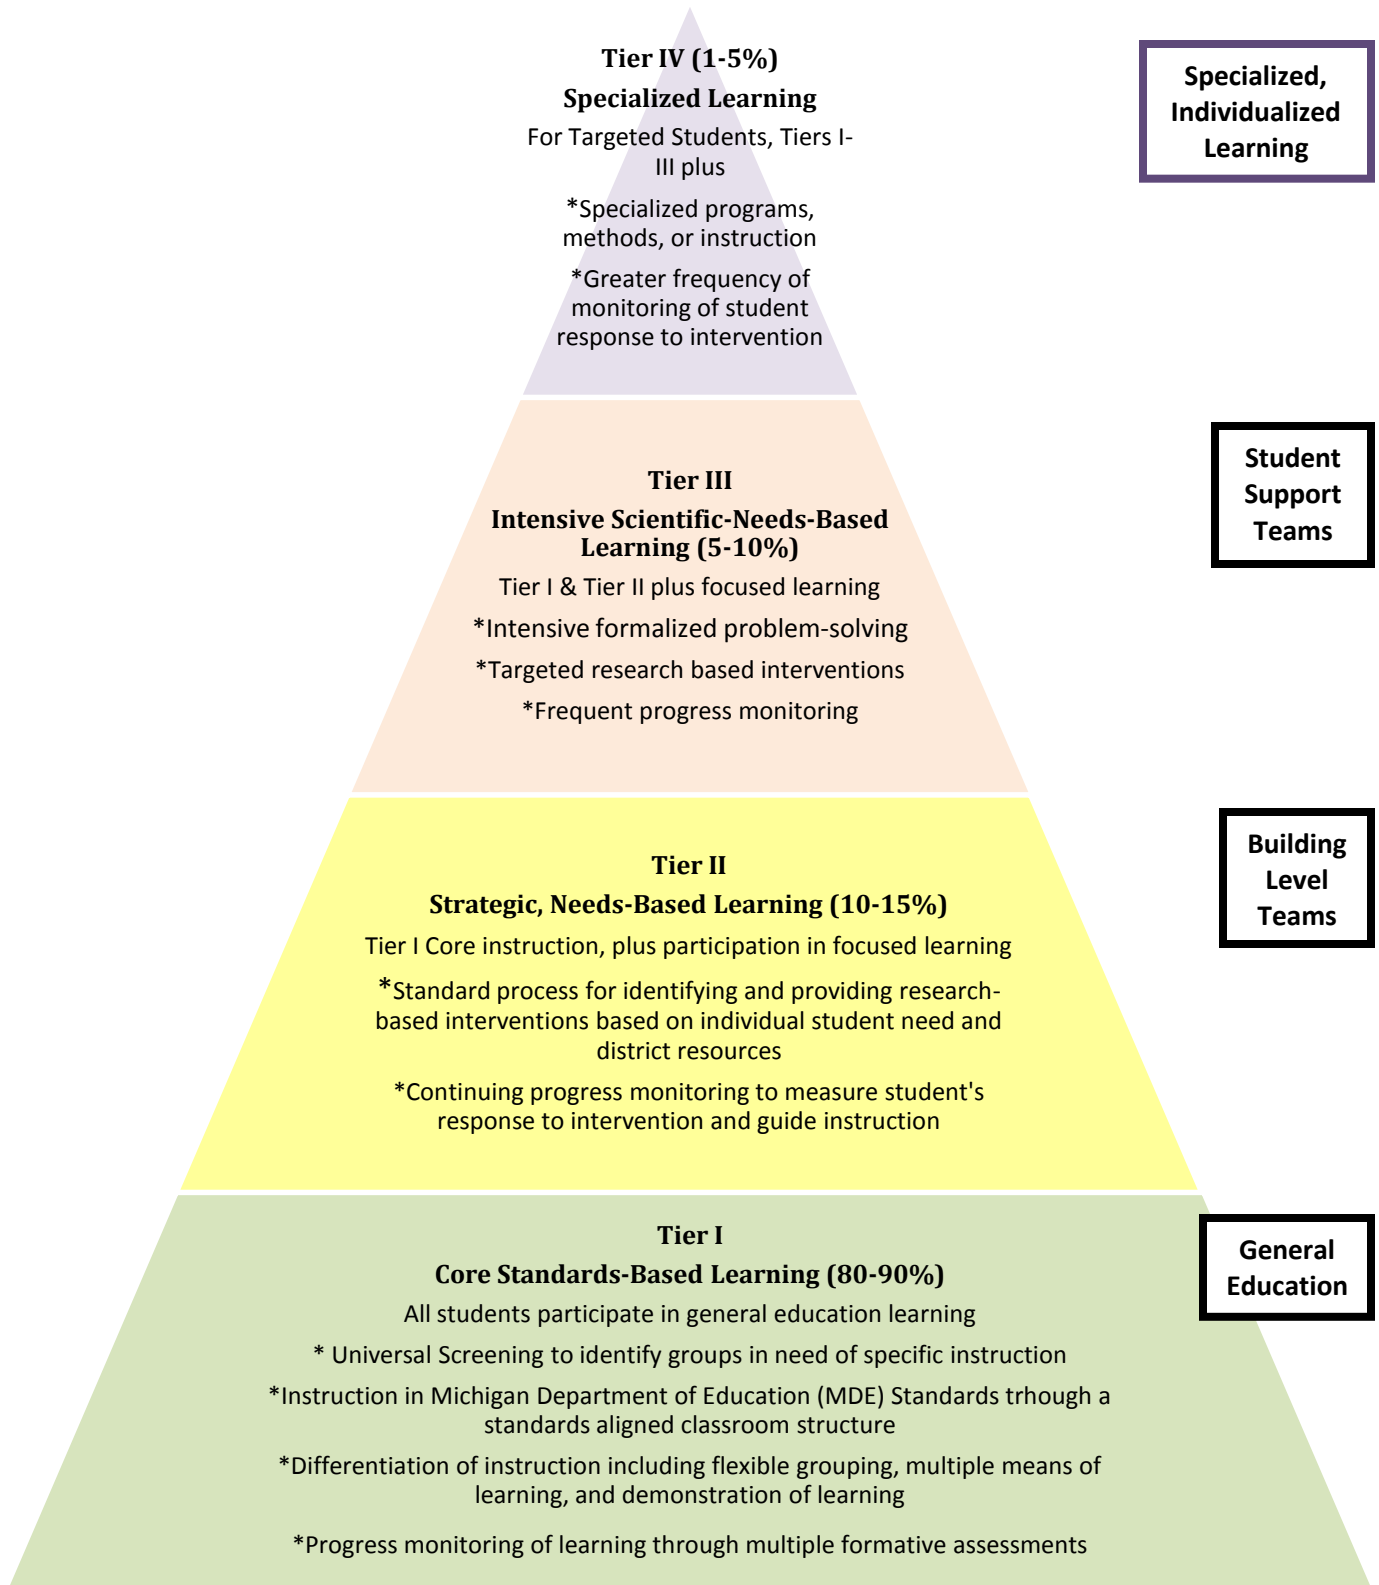 Tier IV (1-5%)
Specialized Learning
For Targeted Students, Tiers I-
III plus
*Specialized programs,
methods, or instruction
*Greater frequency of
monitoring of student
response to intervention
Specialized,
Individualized
Learning
Tier III
Intensive Scientific-Needs-Based
Learning (5-10%)
Tier I & Tier II plus focused learning
*Intensive formalized problem-solving
*Targeted research based interventions
*Frequent progress monitoring
Student
Support
Teams
Tier II
Strategic, Needs-Based Learning (10-15%)
Tier I Core instruction, plus participation in focused learning
*Standard process for identifying and providing research-
based interventions based on individual student need and
district resources
*Continuing progress monitoring to measure student's
response to intervention and guide instruction
Building
Level
Teams
Tier I
Core Standards-Based Learning (80-90%)
All students participate in general education learning
* Universal Screening to identify groups in need of specific instruction
*Instruction in Michigan Department of Education (MDE) Standards trhough a
standards aligned classroom structure
*Differentiation of instruction including flexible grouping, multiple means of
learning, and demonstration of learning
*Progress monitoring of learning through multiple formative assessments
General
Education